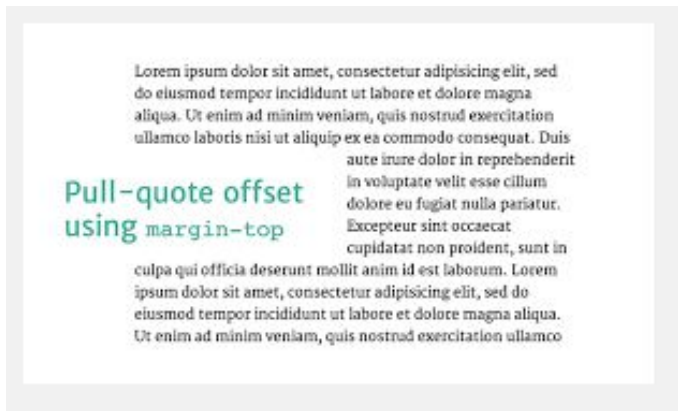 Lorem ipsum dolor sit amet, consectetur adipisicing elit, sed
do eiusmod tempor incididunt ut labore et dolore magna
aliqua. Ut enim ad minim veniam, quis nostrud exercitation
ullamco laboris nisi ut aliquip ex ea commodo consequat. Duis
aute irure dolor in reprehenderit
in voluptate velit esse cillum
dolore eu fugiat nulla pariatur.
Excepteur sint occaecat
cupidatat non proident, sunt in
Pull-quote offset
using margin-top
culpa qui officia deserunt mollit anim id est laborum. Lorem
ipsum dolor sit amet, consectetur adipisicing elit, sed do
eiusmod tempor incididunt ut labore et dolore magna aliqua.
Ut enim ad minim veniam, quis nostrud exercitation ullamco